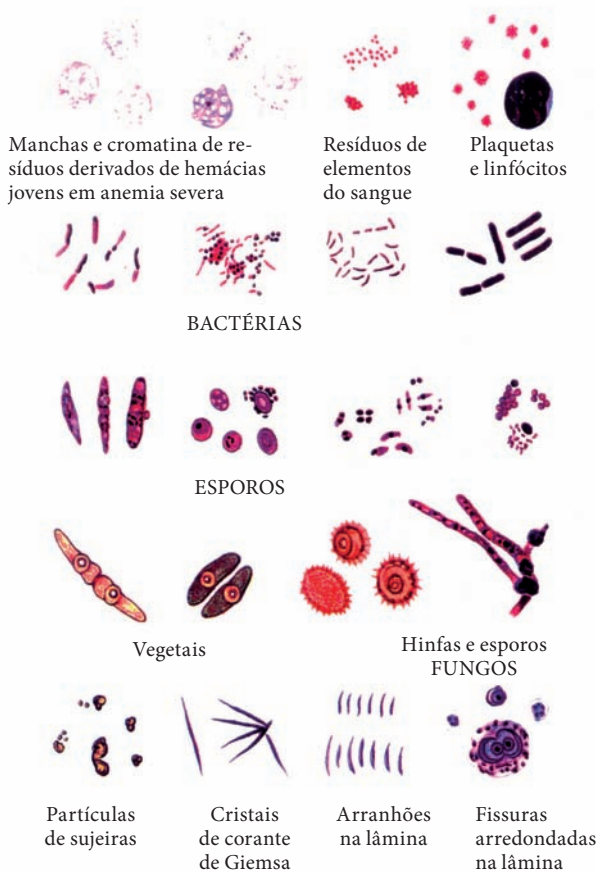 Manchas e cromatina de re-
síduos derivados de hemácias
jovens em anemia severa
Resíduos de
elementos
do sangue
Plaquetas
e linfócitos
BACTÉRIAS
ESPOROS
Vegetais
Hinfas e esporos
FUNGOS
Partículas
de sujeiras
Cristais
de corante
de Giemsa
Arranhões
na lâmina
Fissuras
arredondadas
na lâmina